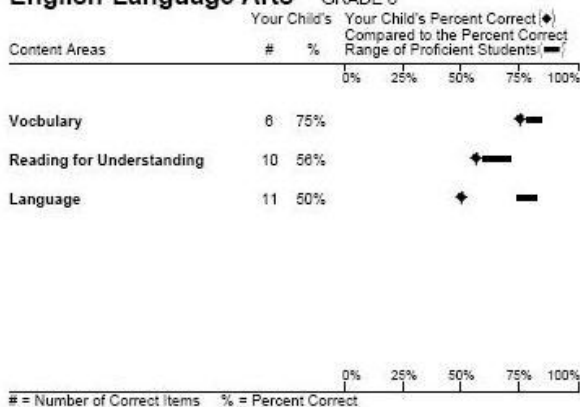 English-Language Arts GRADE
Your Child's Your Child's Percent Correct (◆)
Compared to the Percent Correct
Content Areas # % Range of Proficient Students (▬)
0% 25% 50% 75% 100%
Vocbulary 6 75%
Reading for Understanding 10 56%
Language 11 50%
0% 25% 50% 75% 100%
# = Number of Correct Items % = Percent Correct